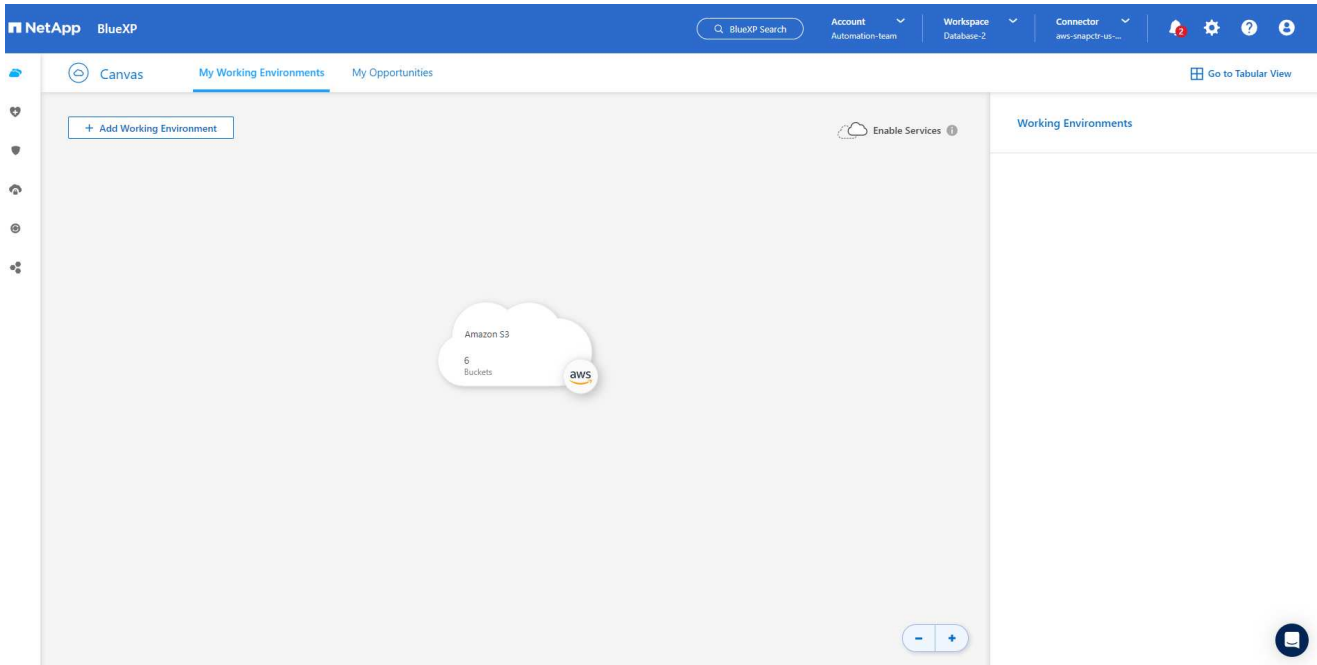 NetApp BlueXP
BlueXP Search
Account
Automation-team
Workspace
Database-2
Connector
aws-snapctr-us-...
2
Canvas
My Working Environments
My Opportunities
Go to Tabular View
+ Add Working Environment
Enable Services
Working Environments
Amazon S3
6
Buckets
aws